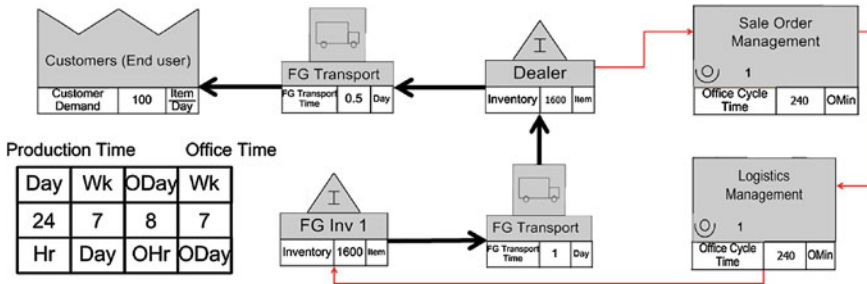 Customers (End user)
Customer Demand 100 Item Day
FG Transport
FG Transport Time 0.5 Day
I
Dealer
Inventory 1600 Item
Sale Order Management
1
Office Cycle Time 240 OMin
Production Time Office Time
Day Wk ODay Wk
24 7 8 7
Hr Day OHr ODay
I
FG Inv 1
Inventory 1600 Item
FG Transport
FG Transport Time 1 Day
Logistics Management
1
Office Cycle Time 240 OMin